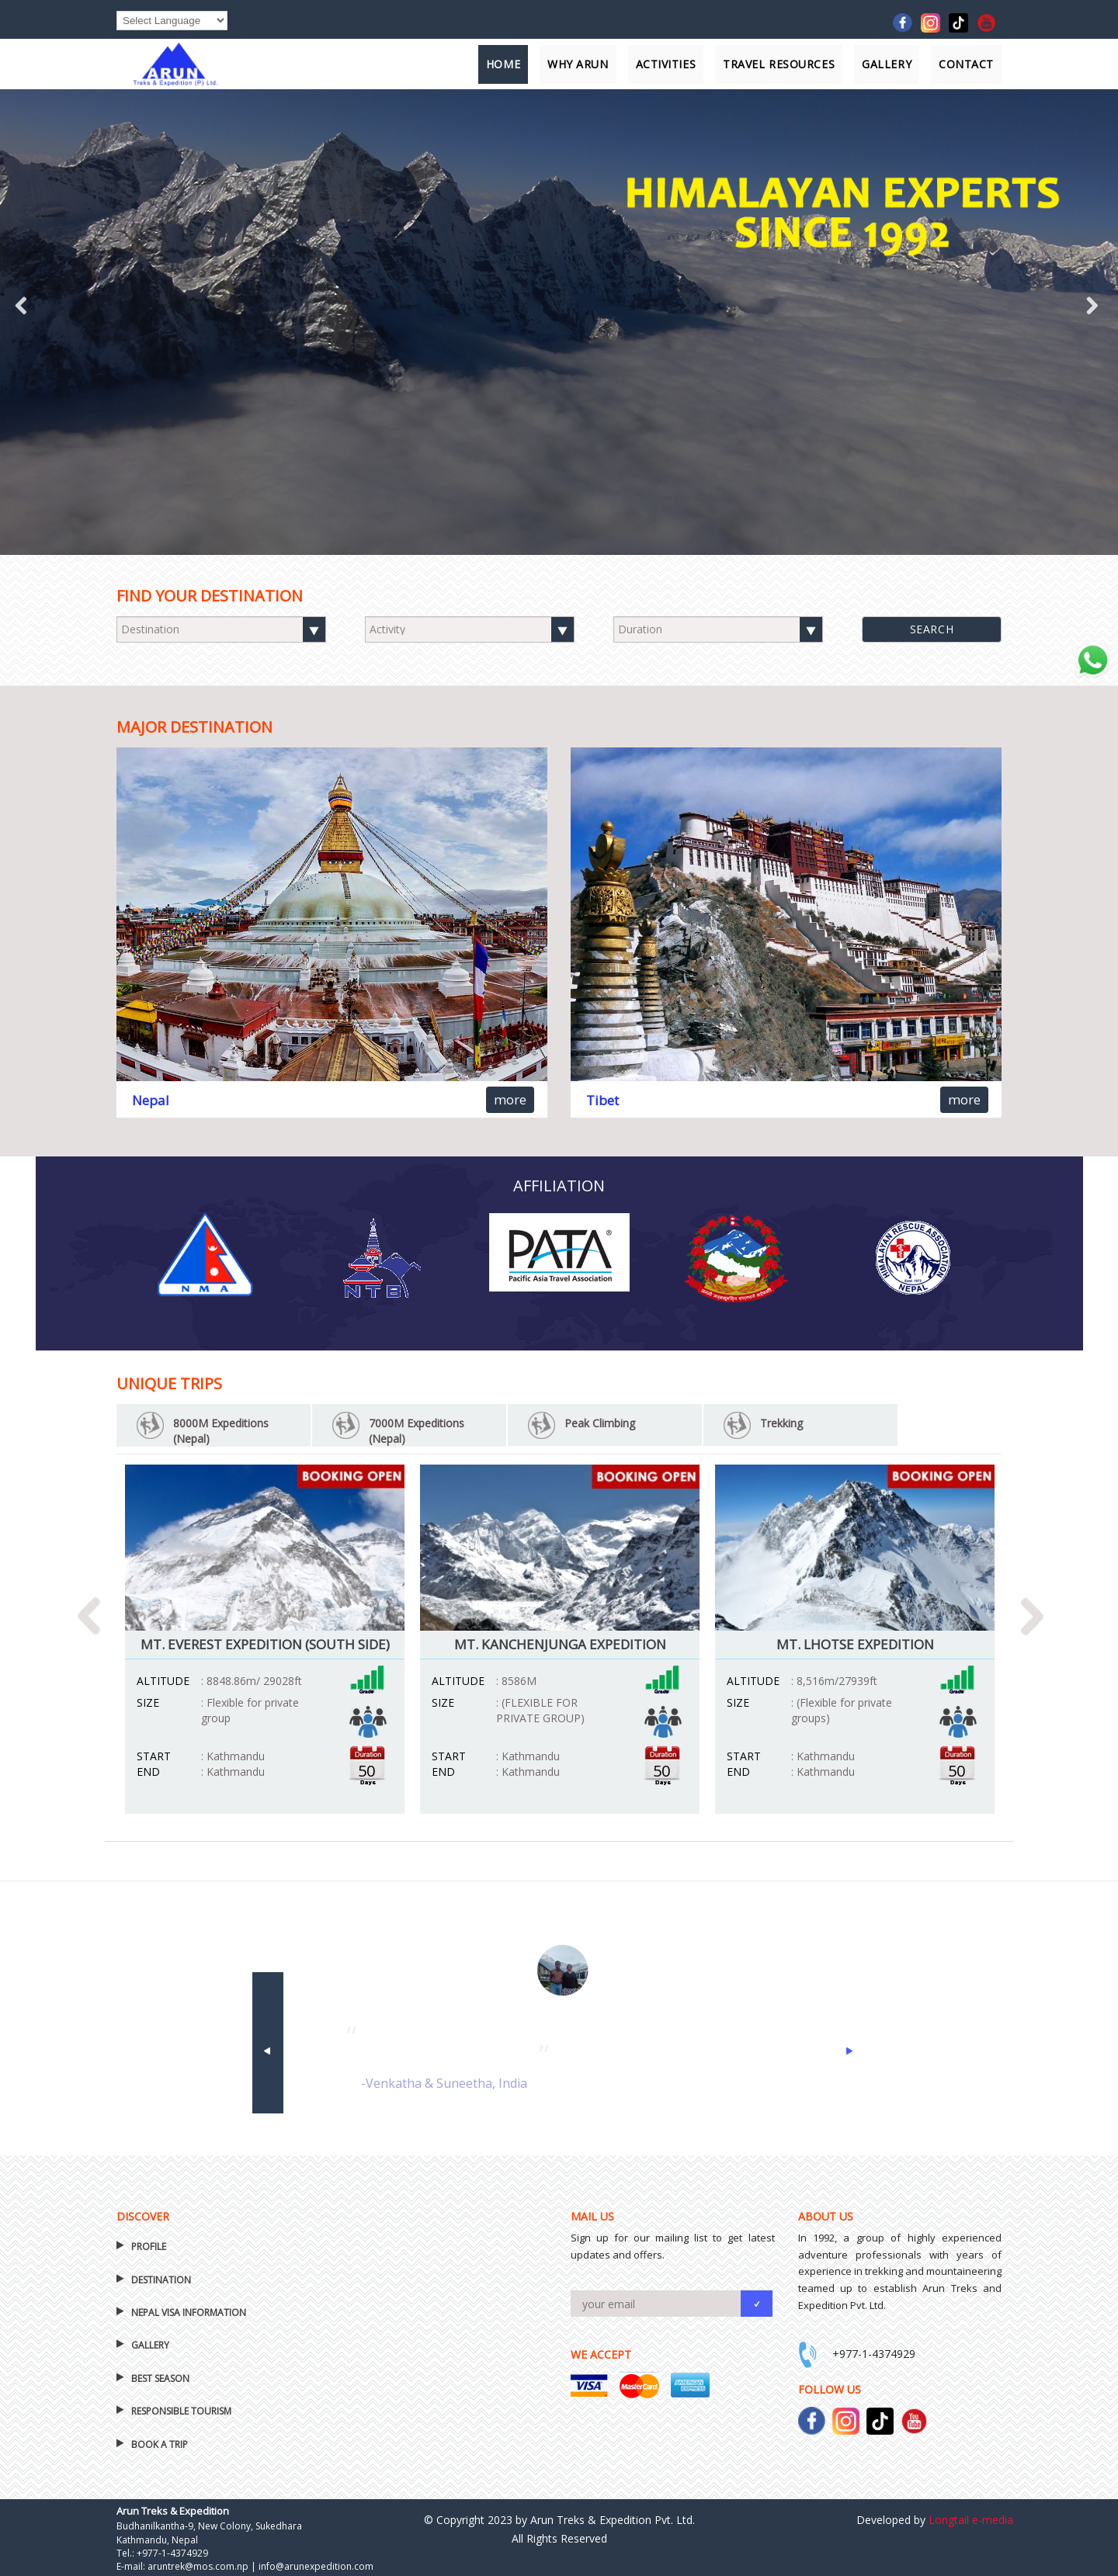 Select Language
ARUN
Treks & Expedition (P) Ltd.
HOME
WHY ARUN
ACTIVITIES
TRAVEL RESOURCES
GALLERY
CONTACT
HIMALAYAN EXPERTS
SINCE 1992
FIND YOUR DESTINATION
Destination
Activity
Duration
SEARCH
MAJOR DESTINATION
Nepal
more
Tibet
more
AFFILIATION
NMA
NTB
PATA®
Pacific Asia Travel Association
HIMALAYAN RESCUE ASSOCIATION
NEPAL
UNIQUE TRIPS
8000M Expeditions
(Nepal)
7000M Expeditions
(Nepal)
Peak Climbing
Trekking
BOOKING OPEN
MT. EVEREST EXPEDITION (SOUTH SIDE)
ALTITUDE : 8848.86m/ 29028ft
Grade
SIZE : Flexible for private
group
START : Kathmandu
END : Kathmandu
Duration
50
Days
BOOKING OPEN
MT. KANCHENJUNGA EXPEDITION
ALTITUDE : 8586M
Grade
SIZE : (FLEXIBLE FOR
PRIVATE GROUP)
START : Kathmandu
END : Kathmandu
Duration
50
Days
BOOKING OPEN
MT. LHOTSE EXPEDITION
ALTITUDE : 8,516m/27939ft
Grade
SIZE : (Flexible for private
groups)
START : Kathmandu
END : Kathmandu
Duration
50
Days
"
"
-Venkatha & Suneetha, India
DISCOVER
PROFILE
DESTINATION
NEPAL VISA INFORMATION
GALLERY
BEST SEASON
RESPONSIBLE TOURISM
BOOK A TRIP
MAIL US
Sign up for our mailing list to get latest
updates and offers.
your email
✓
WE ACCEPT
VISA
MasterCard
AMERICAN
EXPRESS
ABOUT US
In 1992, a group of highly experienced
adventure professionals with years of
experience in trekking and mountaineering
teamed up to establish Arun Treks and
Expedition Pvt. Ltd.
+977-1-4374929
FOLLOW US
You
Tube
Arun Treks & Expedition
Budhanilkantha-9, New Colony, Sukedhara
Kathmandu, Nepal
Tel.: +977-1-4374929
E-mail: aruntrek@mos.com.np | info@arunexpedition.com
© Copyright 2023 by Arun Treks & Expedition Pvt. Ltd.
All Rights Reserved
Developed by Longtail e-media